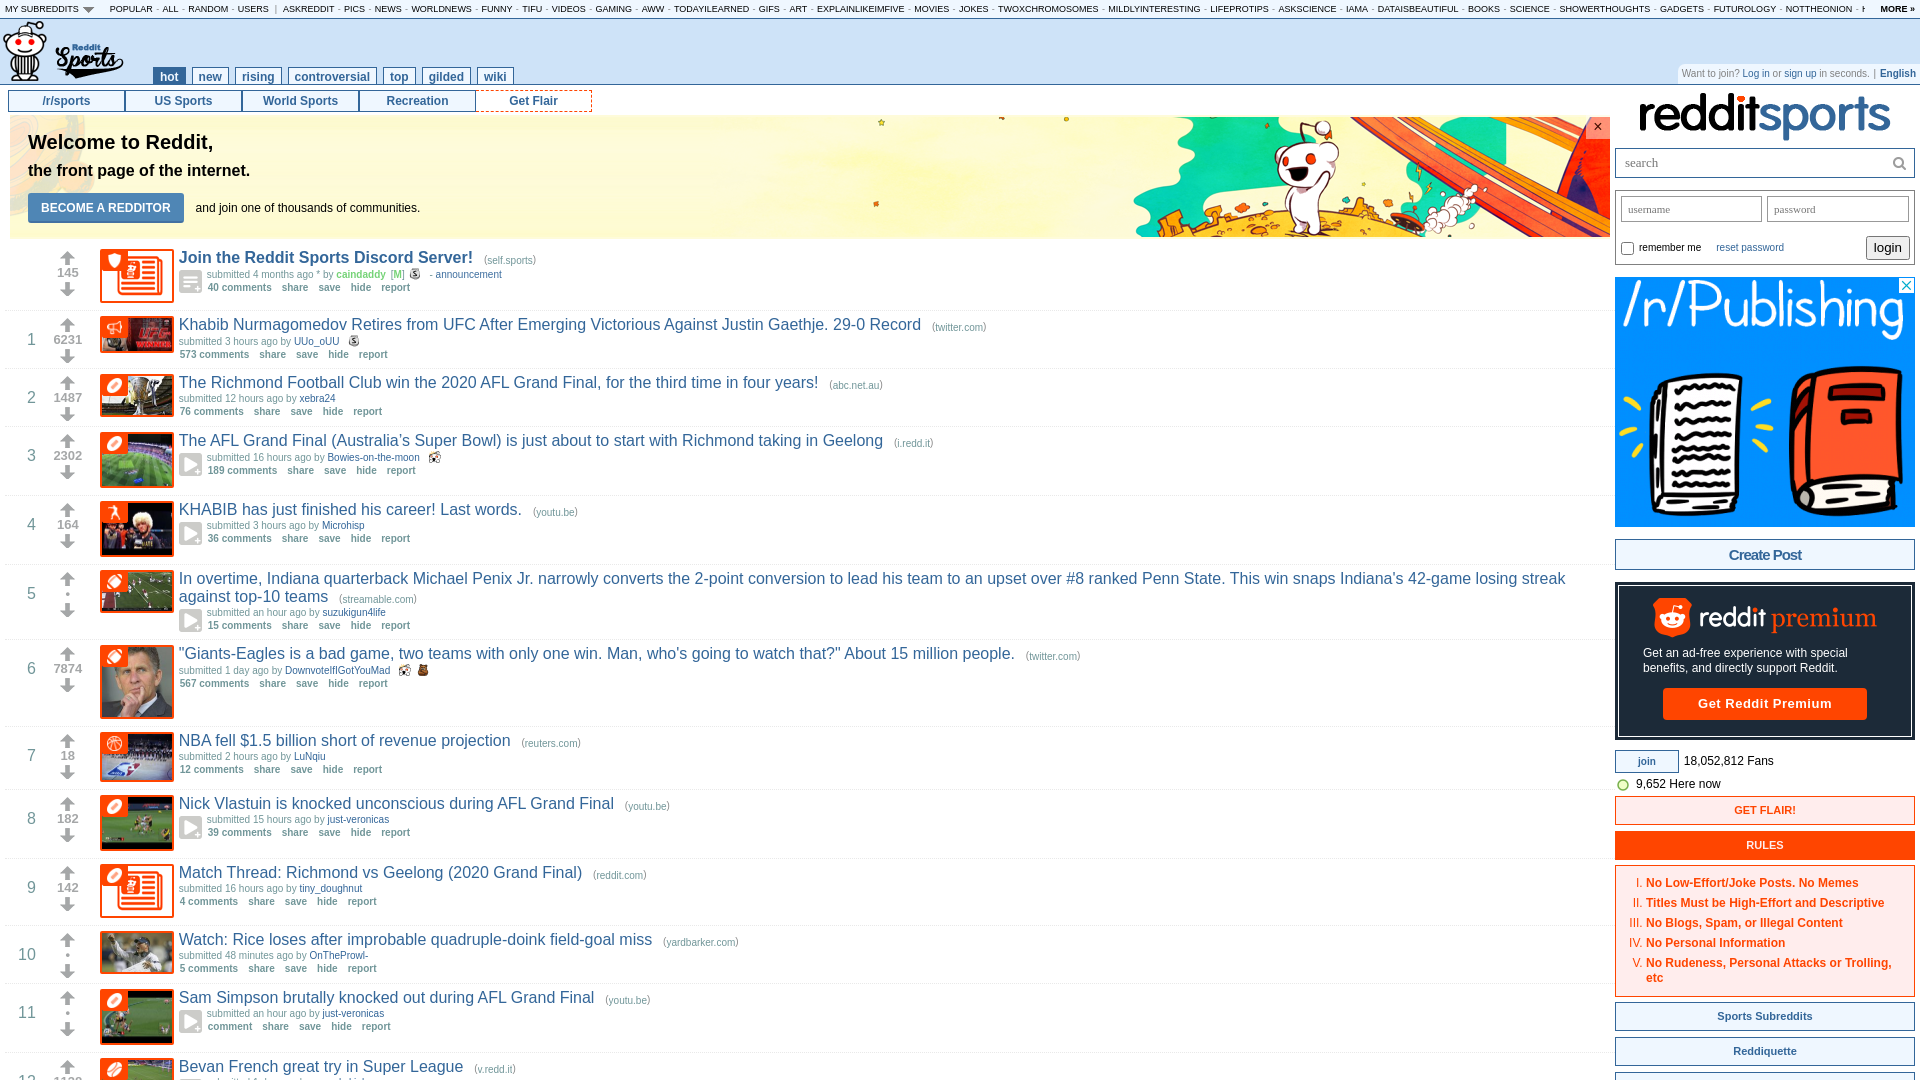 MY SUBREDDITS POPULAR - ALL - RANDOM - USERS | ASKREDDIT - PICS - NEWS - WORLDNEWS - FUNNY - TIFU - VIDEOS - GAMING - AWW - TODAYILEARNED - GIFS - ART - EXPLAINLIKEIMFIVE - MOVIES - JOKES - TWOXCHROMOSOMES - MILDLYINTERESTING - LIFEPROTIPS - ASKSCIENCE - IAMA - DATAISBEAUTIFUL - BOOKS - SCIENCE - SHOWERTHOUGHTS - GADGETS - FUTUROLOGY - NOTTHEONION - MORE »
Reddit
Sports
hot new rising controversial top gilded wiki
Want to join? Log in or sign up in seconds. | English
/r/sports US Sports World Sports Recreation Get Flair
Welcome to Reddit,
the front page of the internet.
BECOME A REDDITOR and join one of thousands of communities.
×
145
Join the Reddit Sports Discord Server! (self.sports)
submitted 4 months ago * by caindaddy [M] - announcement
40 comments share save hide report
1
6231
Khabib Nurmagomedov Retires from UFC After Emerging Victorious Against Justin Gaethje. 29-0 Record (twitter.com)
submitted 3 hours ago by UUo_oUU
573 comments share save hide report
2
1487
The Richmond Football Club win the 2020 AFL Grand Final, for the third time in four years! (abc.net.au)
submitted 12 hours ago by xebra24
76 comments share save hide report
3
2302
The AFL Grand Final (Australia’s Super Bowl) is just about to start with Richmond taking in Geelong (i.redd.it)
submitted 16 hours ago by Bowies-on-the-moon
189 comments share save hide report
4
164
KHABIB has just finished his career! Last words. (youtu.be)
submitted 3 hours ago by Microhisp
36 comments share save hide report
5
•
In overtime, Indiana quarterback Michael Penix Jr. narrowly converts the 2-point conversion to lead his team to an upset over #8 ranked Penn State. This win snaps Indiana's 42-game losing streak
against top-10 teams (streamable.com)
submitted an hour ago by suzukigun4life
15 comments share save hide report
6
7874
"Giants-Eagles is a bad game, two teams with only one win. Man, who's going to watch that?" About 15 million people. (twitter.com)
submitted 1 day ago by DownvoteIfIGotYouMad
567 comments share save hide report
7
18
NBA fell $1.5 billion short of revenue projection (reuters.com)
submitted 2 hours ago by LuNqiu
12 comments share save hide report
8
182
Nick Vlastuin is knocked unconscious during AFL Grand Final (youtu.be)
submitted 15 hours ago by just-veronicas
39 comments share save hide report
9
142
Match Thread: Richmond vs Geelong (2020 Grand Final) (reddit.com)
submitted 16 hours ago by tiny_doughnut
4 comments share save hide report
10
•
Watch: Rice loses after improbable quadruple-doink field-goal miss (yardbarker.com)
submitted 48 minutes ago by OnTheProwl-
5 comments share save hide report
11
•
Sam Simpson brutally knocked out during AFL Grand Final (youtu.be)
submitted an hour ago by just-veronicas
comment share save hide report
Bevan French great try in Super League (v.redd.it)
redditsports
search
username password
remember me reset password login
/r/Publishing
Create Post
reddit premium
Get an ad-free experience with special
benefits, and directly support Reddit.
Get Reddit Premium
join 18,052,812 Fans
9,652 Here now
GET FLAIR!
RULES
I. No Low-Effort/Joke Posts. No Memes
II. Titles Must be High-Effort and Descriptive
III. No Blogs, Spam, or Illegal Content
IV. No Personal Information
V. No Rudeness, Personal Attacks or Trolling,
etc
Sports Subreddits
Reddiquette